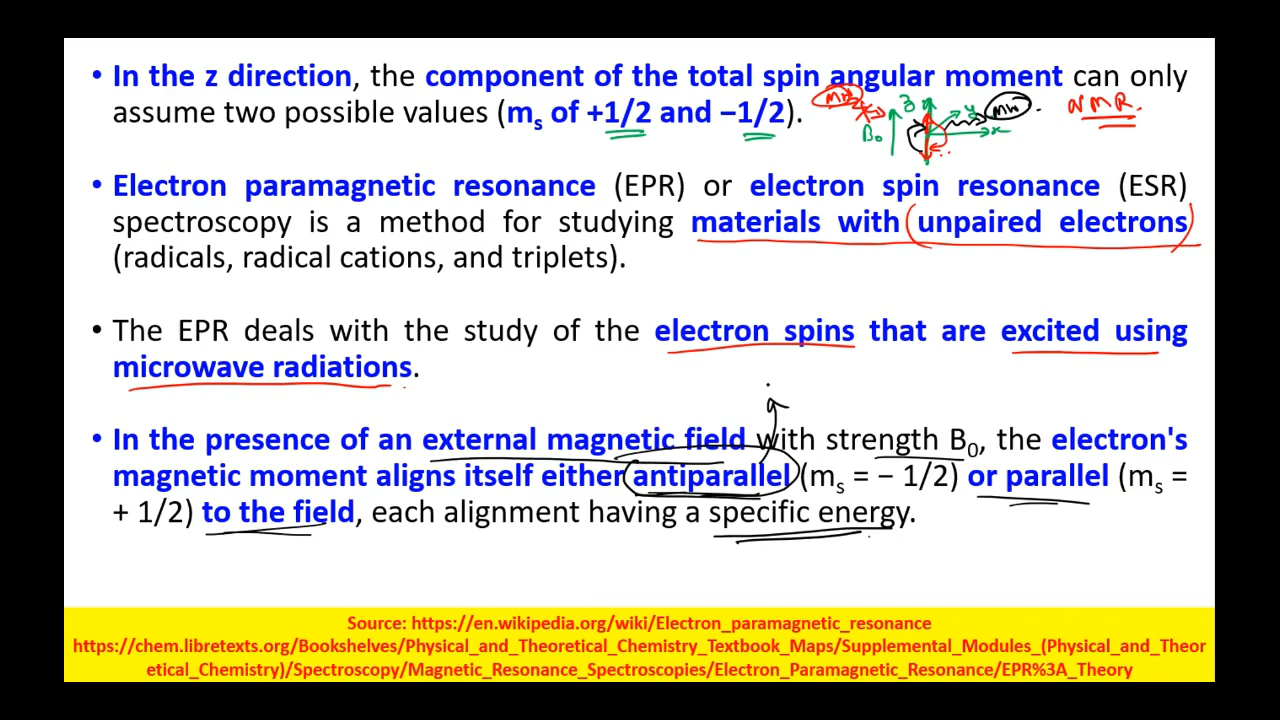 • In the z direction, the component of the total spin angular moment can only
assume two possible values (ms of +1/2 and −1/2).
MW
B₀
z
y
x
MW
NMR.
• Electron paramagnetic resonance (EPR) or electron spin resonance (ESR)
spectroscopy is a method for studying materials with unpaired electrons
(radicals, radical cations, and triplets).
• The EPR deals with the study of the electron spins that are excited using
microwave radiations.
• In the presence of an external magnetic field with strength B₀, the electron's
magnetic moment aligns itself either antiparallel (ms = − 1/2) or parallel (ms =
+ 1/2) to the field, each alignment having a specific energy.
Source: https://en.wikipedia.org/wiki/Electron_paramagnetic_resonance
https://chem.libretexts.org/Bookshelves/Physical_and_Theoretical_Chemistry_Textbook_Maps/Supplemental_Modules_(Physical_and_Theor
etical_Chemistry)/Spectroscopy/Magnetic_Resonance_Spectroscopies/Electron_Paramagnetic_Resonance/EPR%3A_Theory